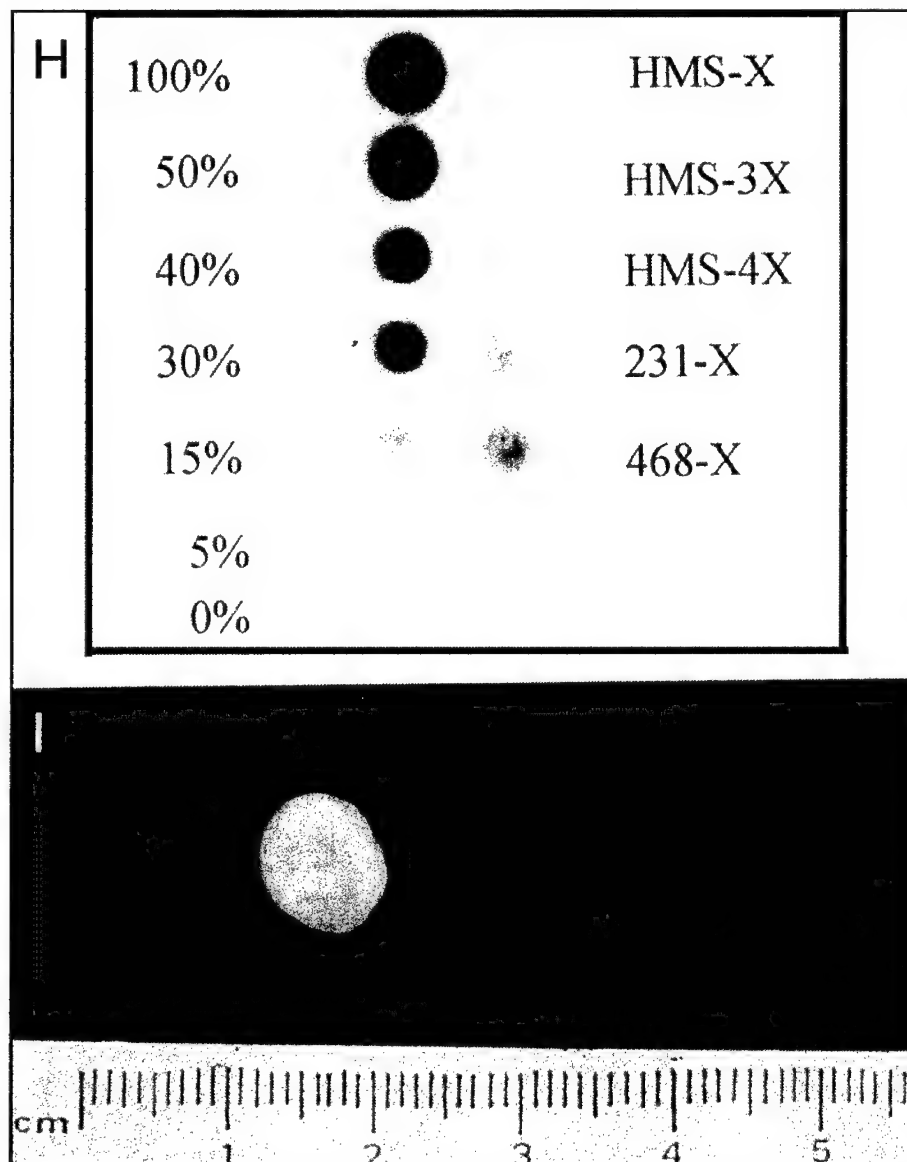 H
100% HMS-X
50% HMS-3X
40% HMS-4X
30% 231-X
15% 468-X
5%
0%
I
cm 1 2 3 4 5